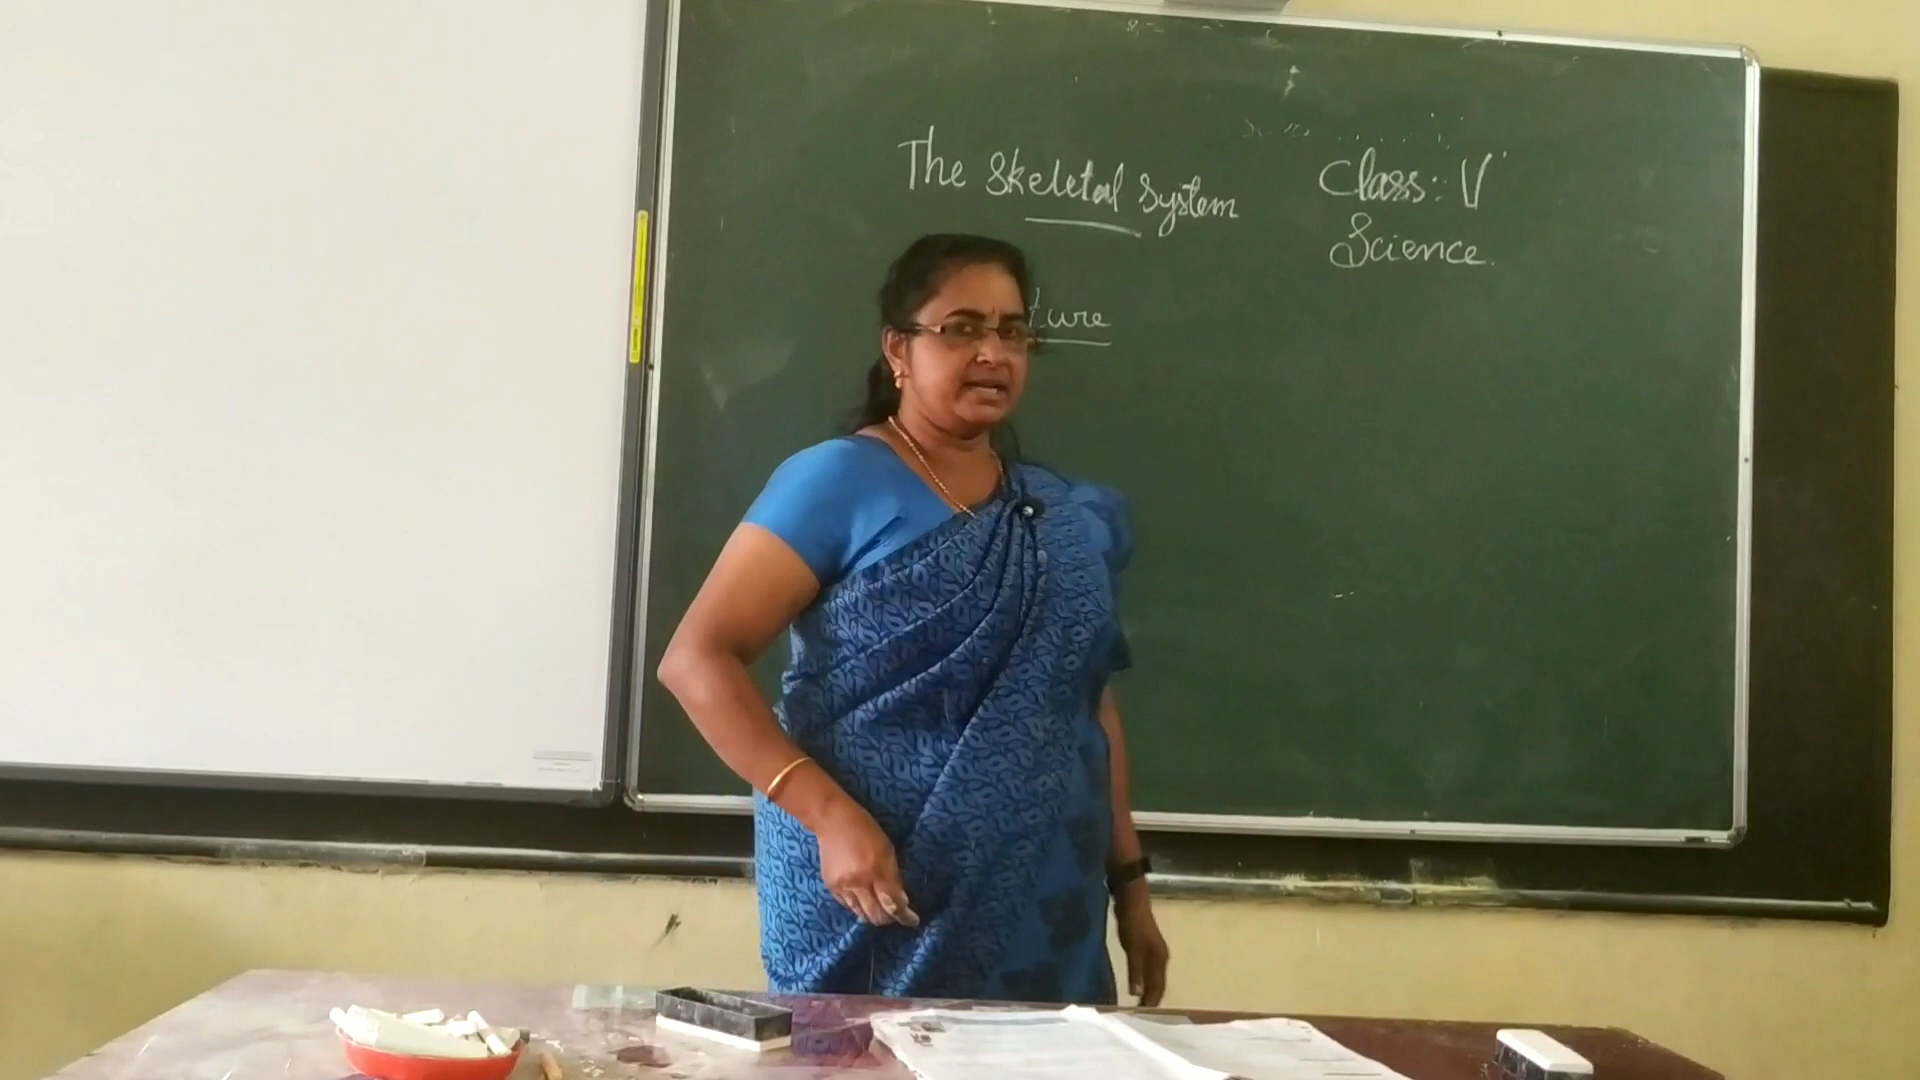 The Skeletal System
Class: V
Science.